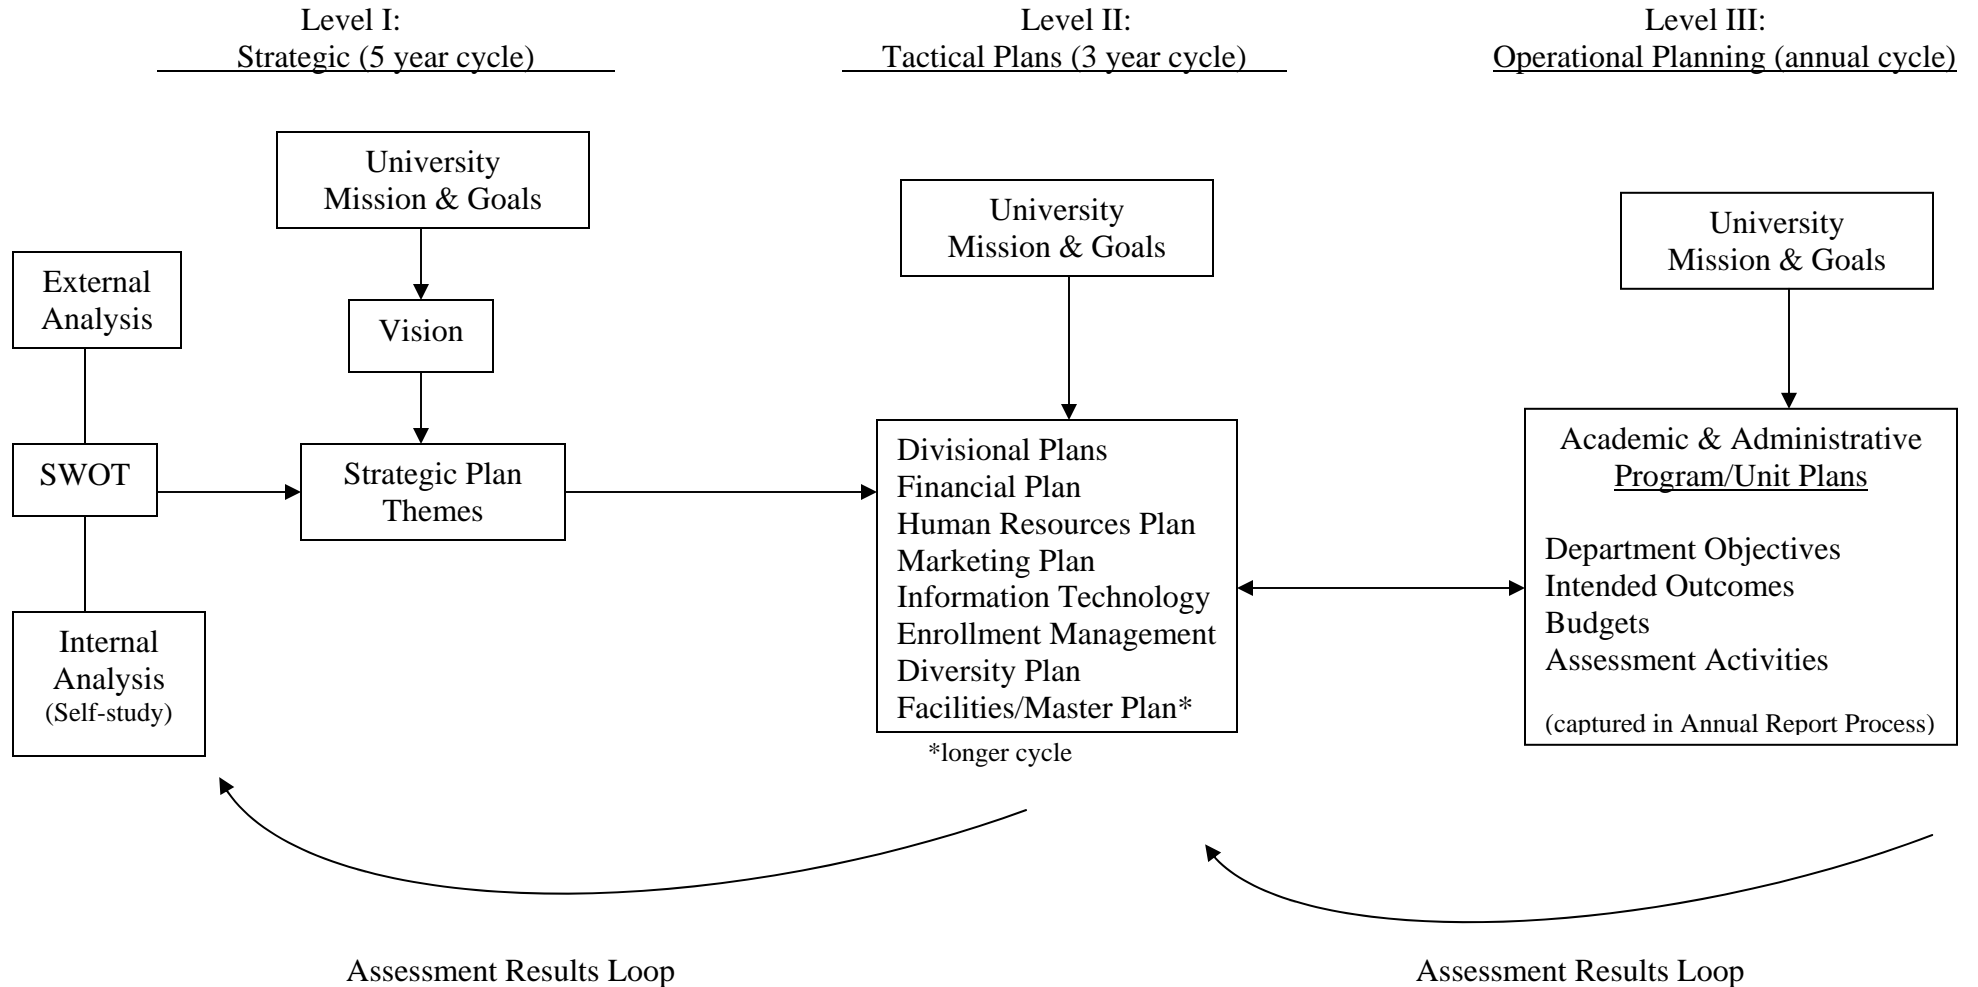 Level I:
Strategic (5 year cycle)
Level II:
Tactical Plans (3 year cycle)
Level III:
Operational Planning (annual cycle)
University
Mission & Goals
External
Analysis
Vision
SWOT
Strategic Plan
Themes
Internal
Analysis
(Self-study)
University
Mission & Goals
Divisional Plans
Financial Plan
Human Resources Plan
Marketing Plan
Information Technology
Enrollment Management
Diversity Plan
Facilities/Master Plan*
*longer cycle
University
Mission & Goals
Academic & Administrative
Program/Unit Plans
Department Objectives
Intended Outcomes
Budgets
Assessment Activities
(captured in Annual Report Process)
Assessment Results Loop
Assessment Results Loop